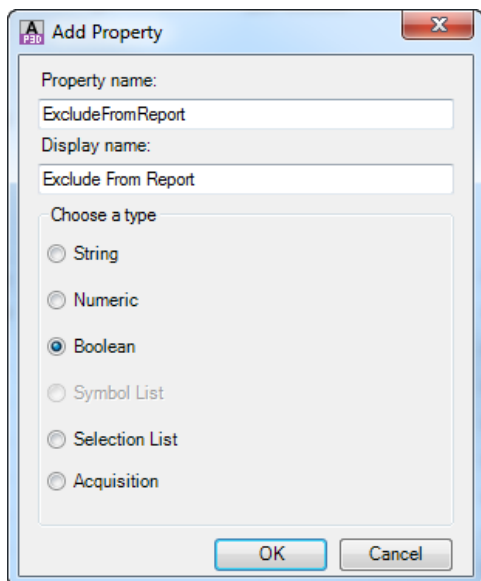 A
P3D
Add Property
X
Property name:
ExcludeFromReport
Display name:
Exclude From Report
Choose a type
String
Numeric
Boolean
Symbol List
Selection List
Acquisition
OK Cancel